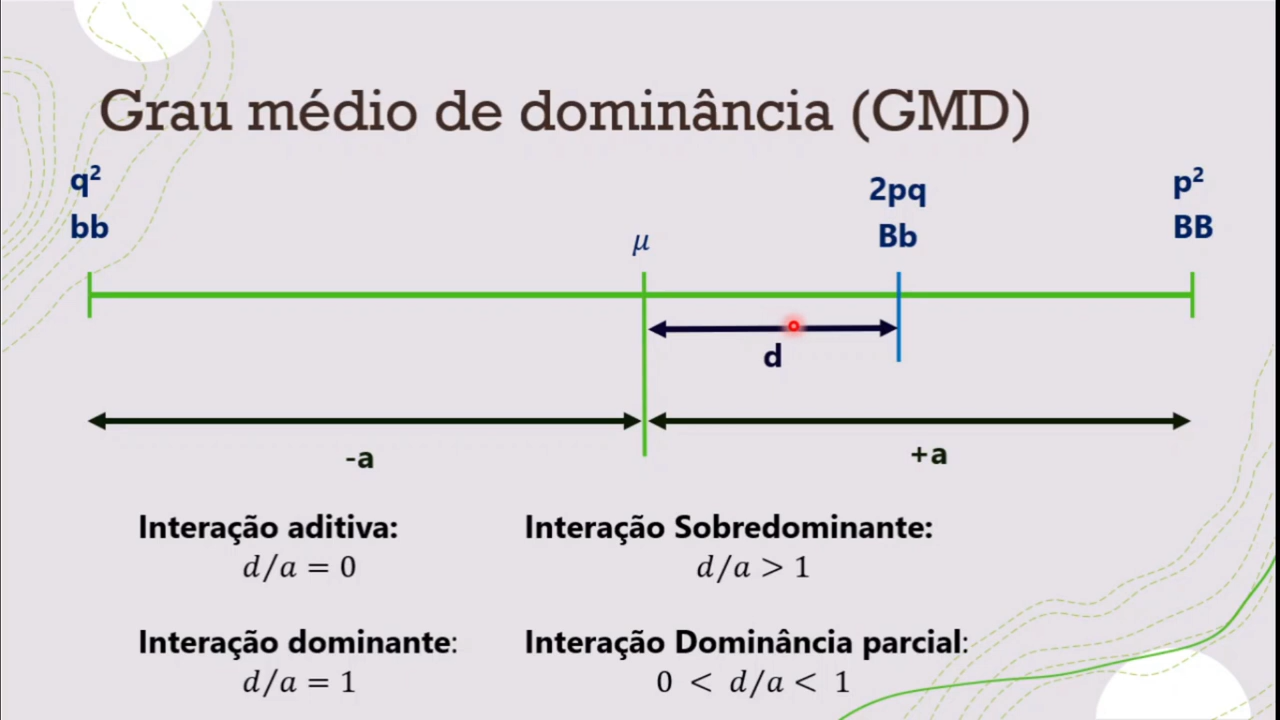 Grau médio de dominância (GMD)
q² 2pq p²
bb μ Bb BB
d
-a +a
Interação aditiva: Interação Sobredominante:
d/a = 0 d/a > 1
Interação dominante: Interação Dominância parcial:
d/a = 1 0 < d/a < 1